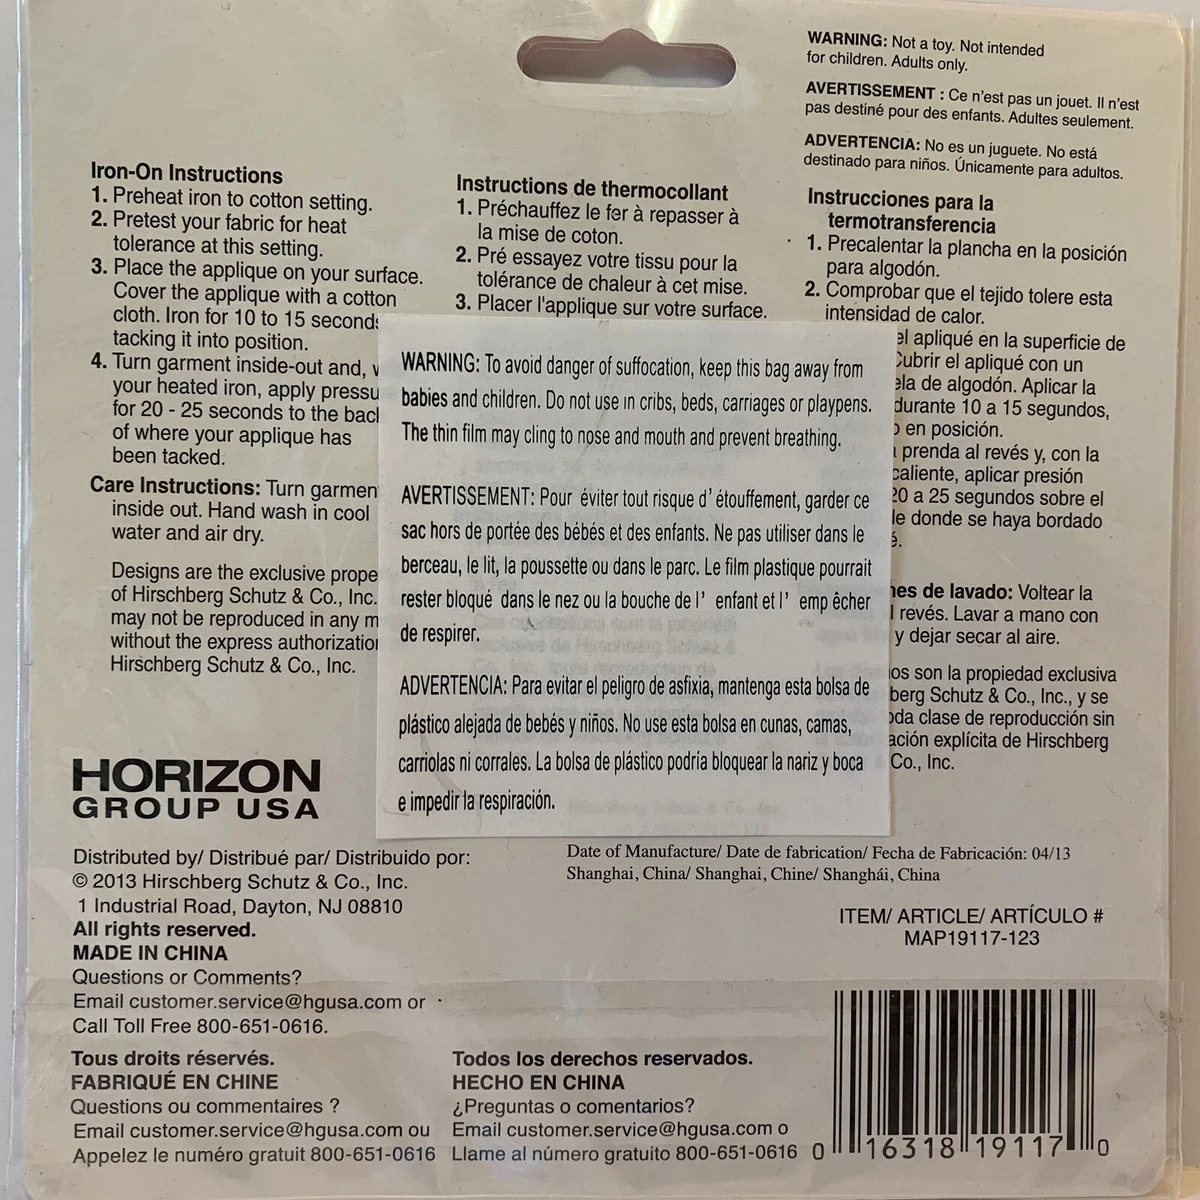 WARNING: Not a toy. Not intended
for children. Adults only.
AVERTISSEMENT : Ce n'est pas un jouet. Il n'est
pas destiné pour des enfants. Adultes seulement.
ADVERTENCIA: No es un juguete. No está
destinado para niños. Únicamente para adultos.
Iron-On Instructions
1. Preheat iron to cotton setting.
2. Pretest your fabric for heat
tolerance at this setting.
3. Place the applique on your surface.
Cover the applique with a cotton
cloth. Iron for 10 to 15 seconds
tacking it into position.
4. Turn garment inside-out and,
your heated iron, apply pressu
for 20 - 25 seconds to the back
of where your applique has
been tacked.
Care Instructions: Turn garmen
inside out. Hand wash in cool
water and air dry.
Designs are the exclusive prope
of Hirschberg Schutz & Co., Inc.
may not be reproduced in any m
without the express authorizatio
Hirschberg Schutz & Co., Inc.
Instructions de thermocollant
1. Préchauffez le fer à repasser à
la mise de coton.
2. Pré essayez votre tissu pour la
tolérance de chaleur à cet mise.
3. Placer l'applique sur votre surface.
Instrucciones para la
termotransferencia
1. Precalentar la plancha en la posición
para algodón.
2. Comprobar que el tejido tolere esta
intensidad de calor.
el apliqué en la superficie de
Cubrir el apliqué con un
ela de algodón. Aplicar la
durante 10 a 15 segundos,
o en posición.
a prenda al revés y, con la
caliente, aplicar presión
20 a 25 segundos sobre el
de donde se haya bordado
é.
nes de lavado: Voltear la
l revés. Lavar a mano con
y dejar secar al aire.
os son la propiedad exclusiva
berg Schutz & Co., Inc., y se
oda clase de reproducción sin
ación explícita de Hirschberg
Co., Inc.
WARNING: To avoid danger of suffocation, keep this bag away from
babies and children. Do not use in cribs, beds, carriages or playpens.
The thin film may cling to nose and mouth and prevent breathing.
AVERTISSEMENT: Pour éviter tout risque d' étouffement, garder ce
sac hors de portée des bébés et des enfants. Ne pas utiliser dans le
berceau, le lit, la poussette ou dans le parc. Le film plastique pourrait
rester bloqué dans le nez ou la bouche de l' enfant et l' emp êcher
de respirer.
ADVERTENCIA: Para evitar el peligro de asfixia, mantenga esta bolsa de
plástico alejada de bebés y niños. No use esta bolsa en cunas, camas,
carriolas ni corrales. La bolsa de plástico podría bloquear la nariz y boca
e impedir la respiración.
HORIZON
GROUP USA
Distributed by/ Distribué par/ Distribuido por:
© 2013 Hirschberg Schutz & Co., Inc.
1 Industrial Road, Dayton, NJ 08810
All rights reserved.
MADE IN CHINA
Questions or Comments?
Email customer.service@hgusa.com or
Call Toll Free 800-651-0616.
Tous droits réservés.
FABRIQUÉ EN CHINE
Questions ou commentaires ?
Email customer.service@hgusa.com ou
Appelez le numéro gratuit 800-651-0616
Todos los derechos reservados.
HECHO EN CHINA
¿Preguntas o comentarios?
Email customer.service@hgusa.com o
Llame al número gratuito 800-651-0616
Date of Manufacture/ Date de fabrication/ Fecha de Fabricación: 04/13
Shanghai, China/ Shanghai, Chine/ Shanghái, China
ITEM/ ARTICLE/ ARTÍCULO #
MAP19117-123
0 16318 19117 0